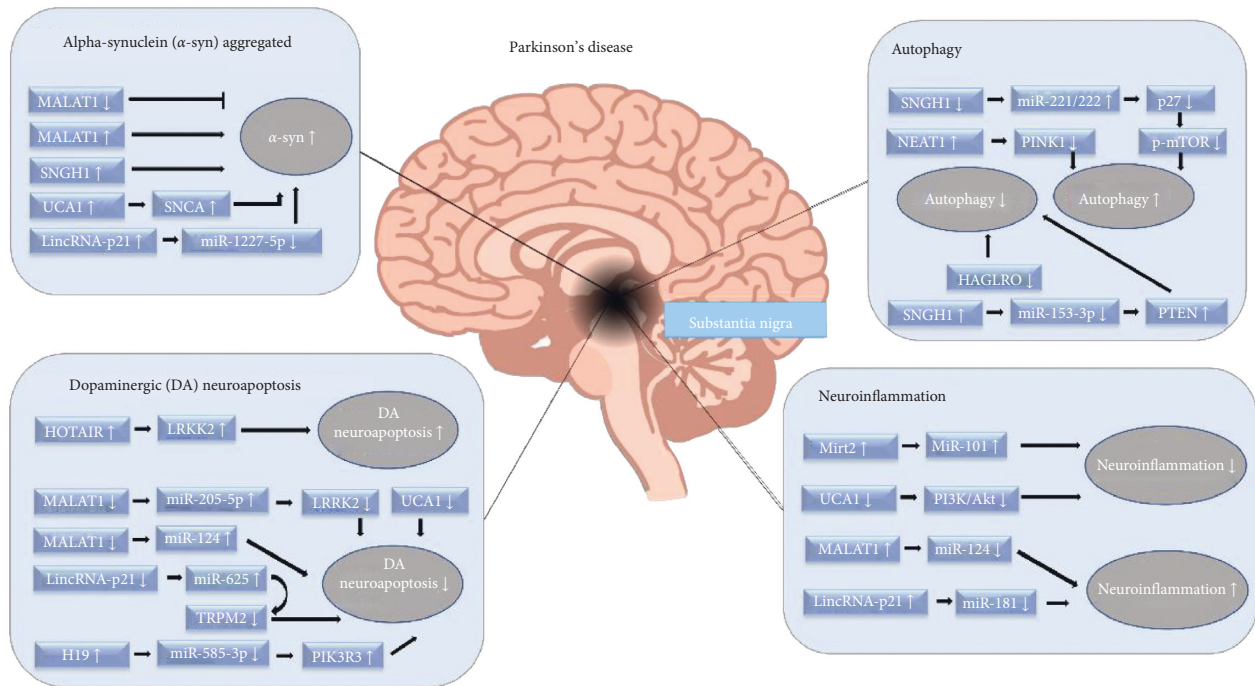 Alpha-synuclein (α-syn) aggregated
MALAT1 ↓
MALAT1 ↑
SNGH1 ↑
UCA1 ↑ SNCA ↑
LincRNA-p21 ↑ miR-1227-5p ↓
α-syn ↑
Parkinson's disease
Substantia nigra
Autophagy
SNGH1 ↓ miR-221/222 ↑ p27 ↓
NEAT1 ↑ PINK1 ↓ p-mTOR ↓
Autophagy ↓ Autophagy ↑
HAGLRO ↓
SNGH1 ↑ miR-153-3p ↓ PTEN ↑
Dopaminergic (DA) neuroapoptosis
HOTAIR ↑ LRKK2 ↑
DA
neuroapoptosis ↑
MALAT1 ↓ miR-205-5p ↑ LRRK2 ↓ UCA1 ↓
MALAT1 ↓ miR-124 ↑
DA
neuroapoptosis ↓
LincRNA-p21 ↓ miR-625 ↑
TRPM2 ↓
H19 ↑ miR-585-3p ↓ PIK3R3 ↑
Neuroinflammation
Mirt2 ↑ MiR-101 ↑
Neuroinflammation ↓
UCA1 ↓ PI3K/Akt ↓
MALAT1 ↑ miR-124 ↓
Neuroinflammation ↑
LincRNA-p21 ↑ miR-181 ↓